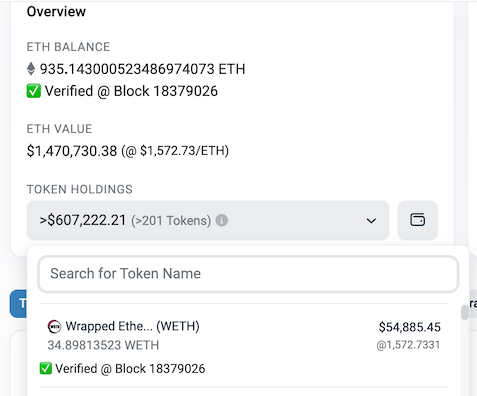 Overview
ETH BALANCE
935.143000523486974073 ETH
✅ Verified @ Block 18379026
ETH VALUE
$1,470,730.38 (@ $1,572.73/ETH)
TOKEN HOLDINGS
>$607,222.21 (>201 Tokens)
Search for Token Name
T
ra
Wrapped Ethe... (WETH) $54,885.45
34.89813523 WETH @1,572.7331
✅ Verified @ Block 18379026